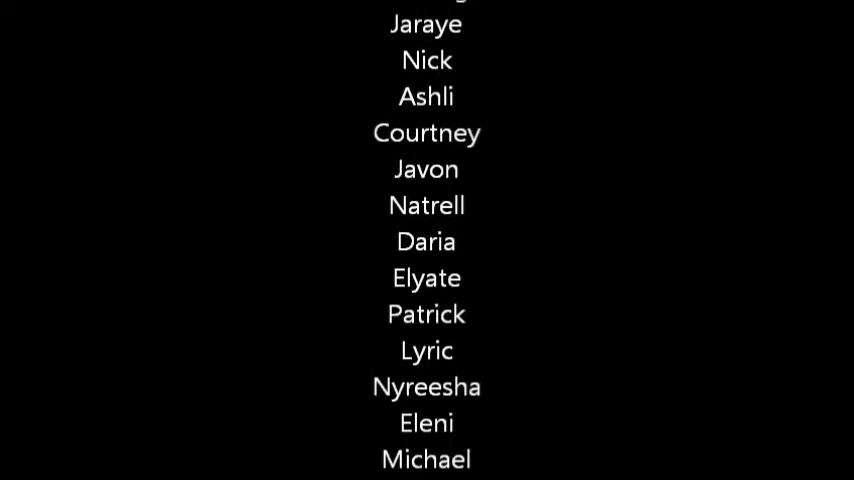 Jaraye
Nick
Ashli
Courtney
Javon
Natrell
Daria
Elyate
Patrick
Lyric
Nyreesha
Eleni
Michael